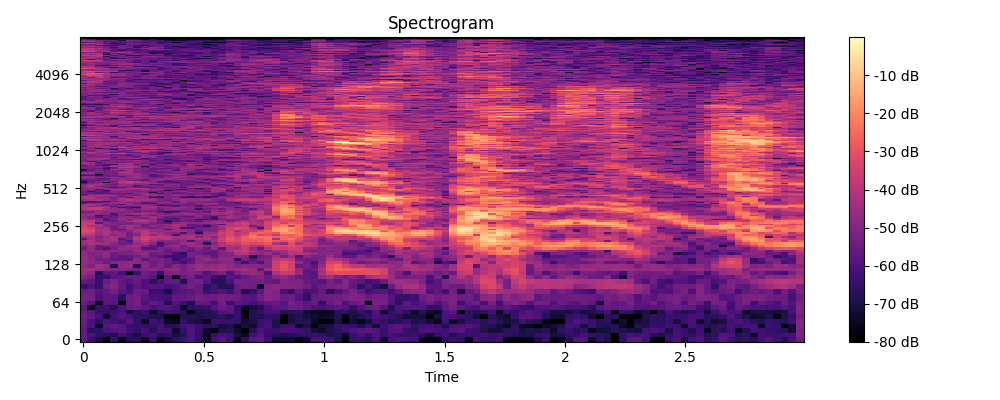 Spectrogram
Hz
4096
2048
1024
512
256
128
64
0
0
0.5
1
1.5
2
2.5
Time
-10 dB
-20 dB
-30 dB
-40 dB
-50 dB
-60 dB
-70 dB
-80 dB